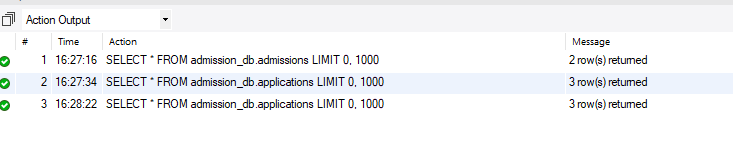 Action Output
# Time Action Message
1 16:27:16 SELECT * FROM admission_db.admissions LIMIT 0, 1000 2 row(s) returned
2 16:27:34 SELECT * FROM admission_db.applications LIMIT 0, 1000 3 row(s) returned
3 16:28:22 SELECT * FROM admission_db.applications LIMIT 0, 1000 3 row(s) returned